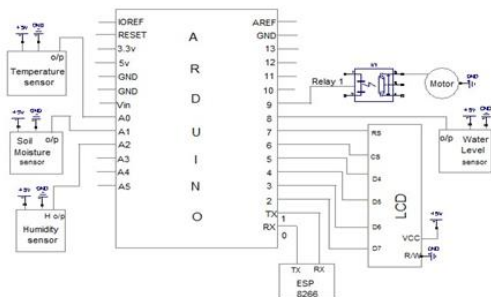 +5v GND
o/p
Temperature
sensor
+5v GND
o/p
Soil
Moisture
sensor
+5v GND
H o/p
Humidity
sensor
IOREF
RESET
3.3v
5v
GND
GND
Vin
A0
A1
A2
A3
A4
A5
A
R
D
U
I
N
O
AREF
GND
13
12
11
10
9
8
7
6
5
4
3
2
TX 1
RX 0
Relay 1
Motor
GND
+5v GND
o/p Water
Level
sensor
RS
CS
D4
D5
D6
D7
LCD
+5v
VCC
GND
R/W
TX RX
ESP
8266